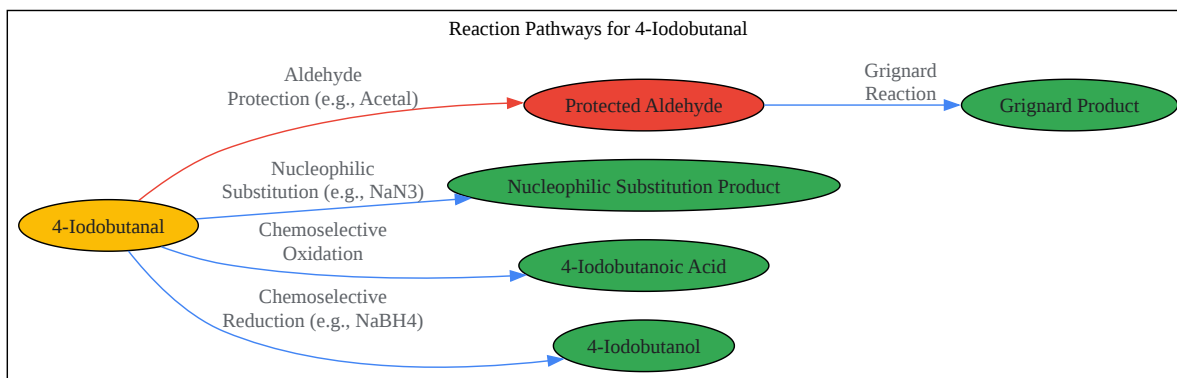 Reaction Pathways for 4-Iodobutanal
Aldehyde
Protection (e.g., Acetal)
Protected Aldehyde
Grignard
Reaction
Grignard Product
Nucleophilic
Substitution (e.g., NaN3)
Nucleophilic Substitution Product
4-Iodobutanal
Chemoselective
Oxidation
4-Iodobutanoic Acid
Chemoselective
Reduction (e.g., NaBH4)
4-Iodobutanol